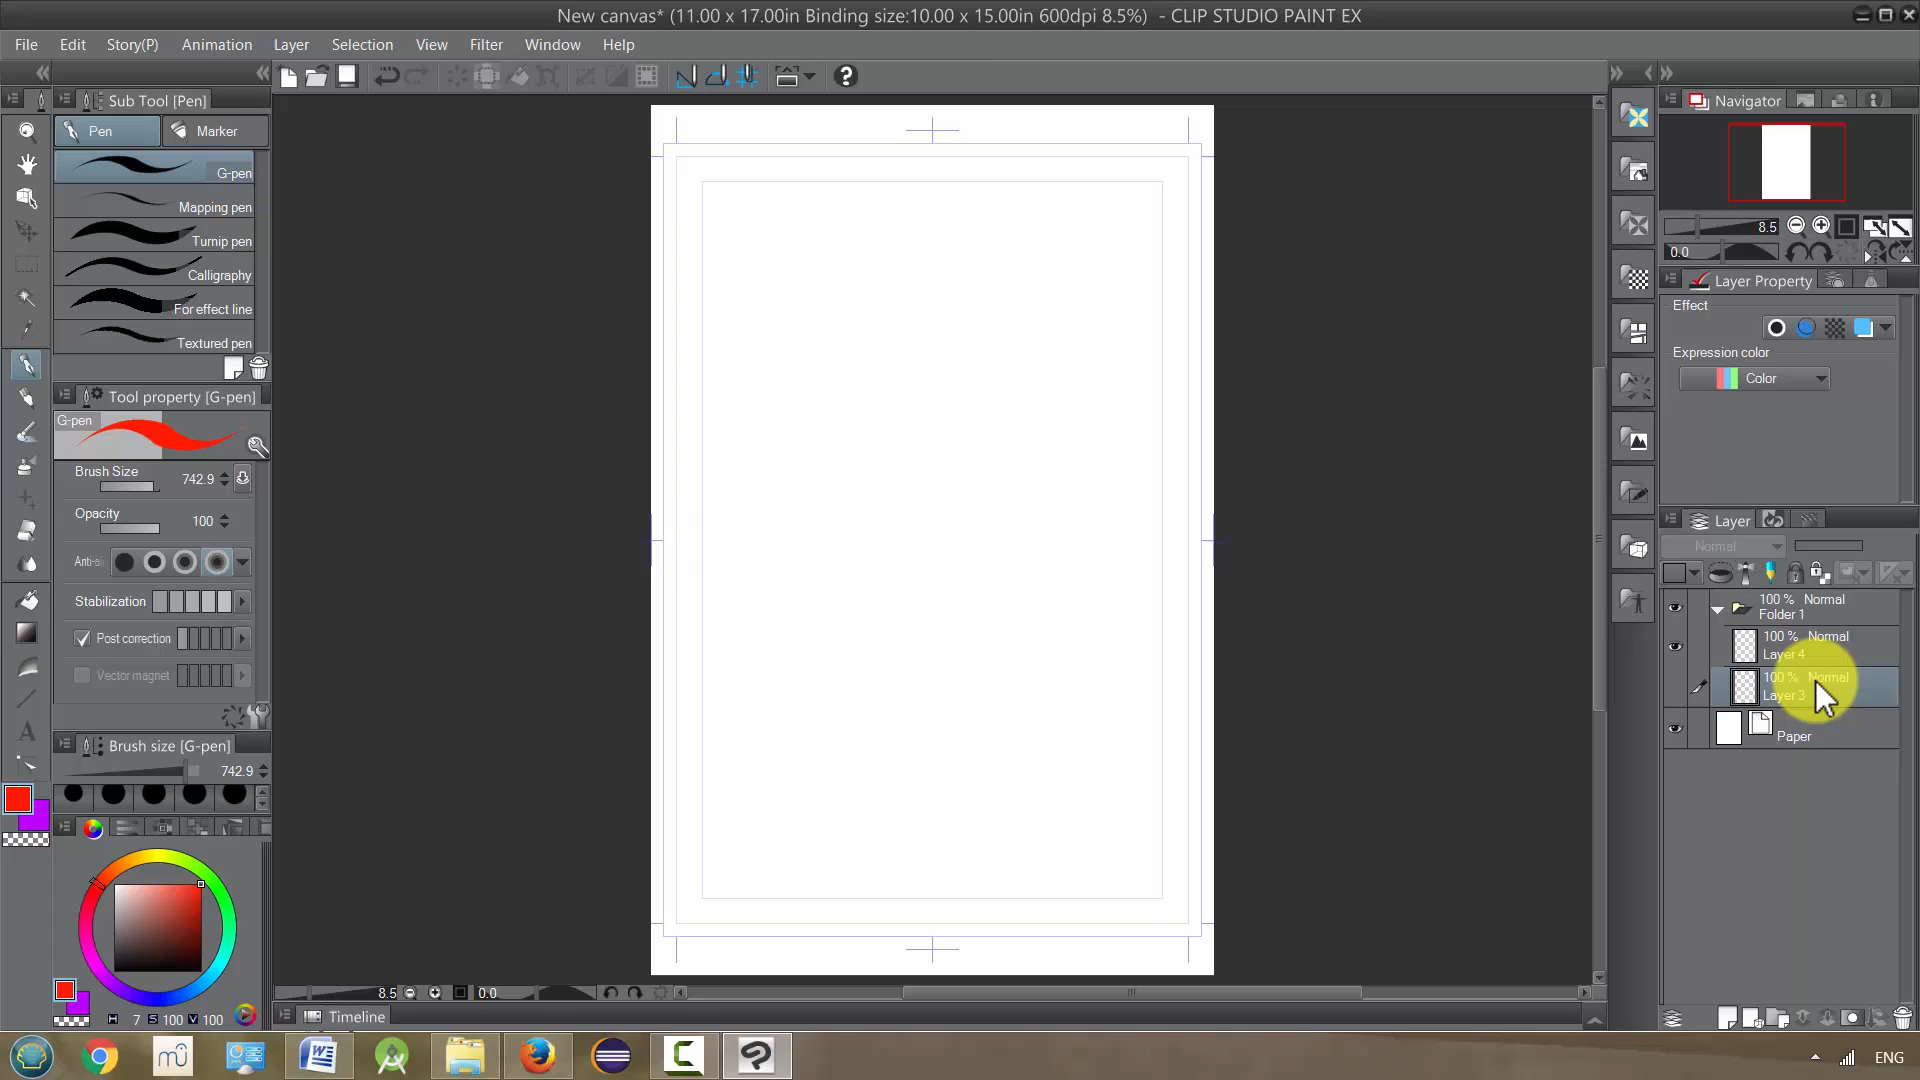 New canvas* (11.00 x 17.00in Binding size:10.00 x 15.00in 600dpi 8.5%) - CLIP STUDIO PAINT EX
File Edit Story(P) Animation Layer Selection View Filter Window Help
Sub Tool [Pen]
Pen Marker
G-pen
Mapping pen
Turnip pen
Calligraphy
For effect line
Textured pen
Tool property [G-pen]
G-pen
Brush Size 742.9
Opacity 100
Anti-ali
Stabilization
Post correction
Vector magnet
Brush size [G-pen]
742.9
H 7 S 100 V 100
8.5 0.0
Timeline
Navigator
8.5
0.0
Layer Property
Effect
Expression color
Color
Layer
Normal
100 % Normal
Folder 1
100 % Normal
Layer 4
100 % Normal
Layer 3
Paper
ENG